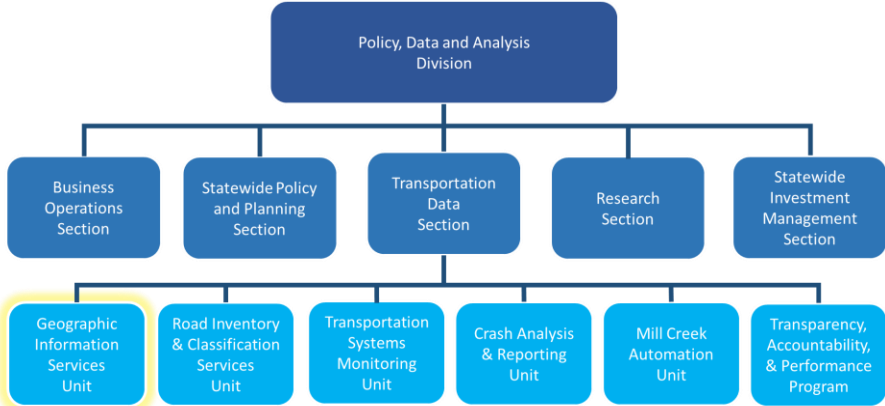 Policy, Data and Analysis
Division
Business
Operations
Section
Statewide Policy
and Planning
Section
Transportation
Data
Section
Research
Section
Statewide
Investment
Management
Section
Geographic
Information
Services
Unit
Road Inventory
& Classification
Services
Unit
Transportation
Systems
Monitoring
Unit
Crash Analysis
& Reporting
Unit
Mill Creek
Automation
Unit
Transparency,
Accountability,
& Performance
Program